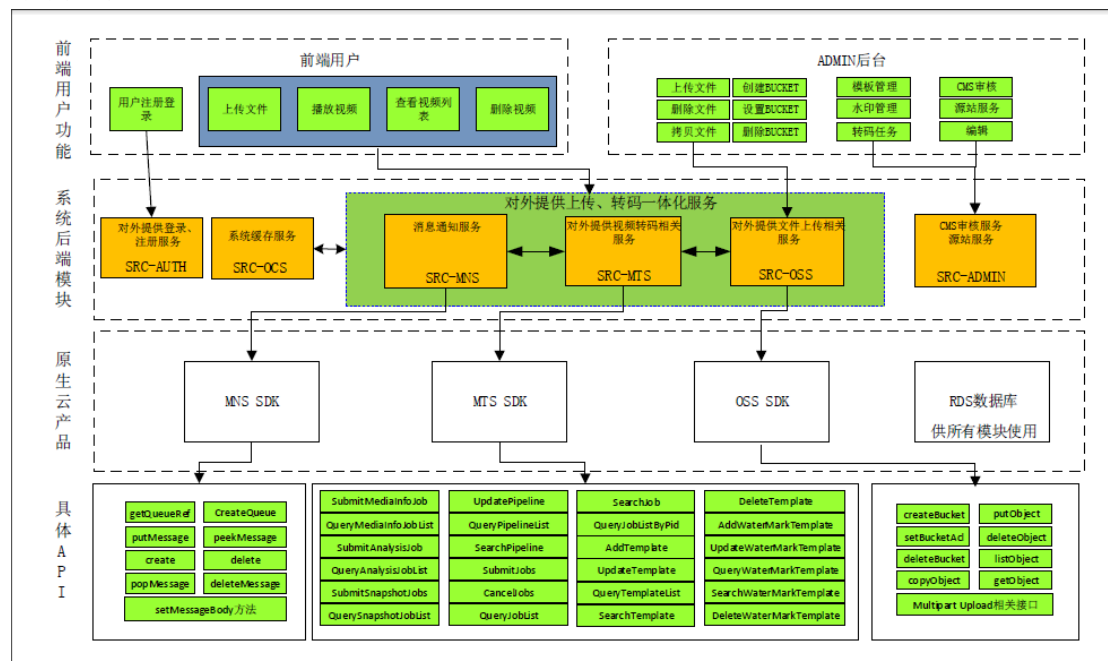 前端用户功能
前端用户
用户注册登
录
上传文件
播放视频
查看视频列
表
删除视频
ADMIN后台
上传文件
创建BUCKET
删除文件
设置BUCKET
拷贝文件
删除BUCKET
模板管理
水印管理
转码任务
CMS审核
源站服务
编辑
系统后端模块
对外提供登录、
注册服务
SRC-AUTH
系统缓存服务
SRC-OCS
对外提供上传、转码一体化服务
消息通知服务
SRC-MNS
对外提供视频转码相关
服务
SRC-MTS
对外提供文件上传相关
服务
SRC-OSS
CMS审核服务
源站服务
SRC-ADMIN
原生云产品
MNS SDK
MTS SDK
OSS SDK
RDS数据库
供所有模块使用
具体API
getQueueRef
CreateQueue
putMessage
peekMessage
create
delete
popMessage
deleteMessage
setMessageBody方法
SubmitMediaInfoJob
UpdatePipeline
SearchJob
DeleteTemplate
QueryMediaInfoJobList
QueryPipelineList
QueryJobListByPid
AddWaterMarkTemplate
SubmitAnalysisJob
SearchPipeline
AddTemplate
UpdateWaterMarkTemplate
QueryAnalysisJobList
SubmitJobs
UpdateTemplate
QueryWaterMarkTemplate
SubmitSnapshotJobs
CancelJobs
QueryTemplateList
SearchWaterMarkTemplate
QuerySnapshotJobList
QueryJobList
SearchTemplate
DeleteWaterMarkTemplate
createBucket
putObject
setBucketAcl
deleteObject
deleteBucket
listObject
copyObject
getObject
Multipart Upload相关接口